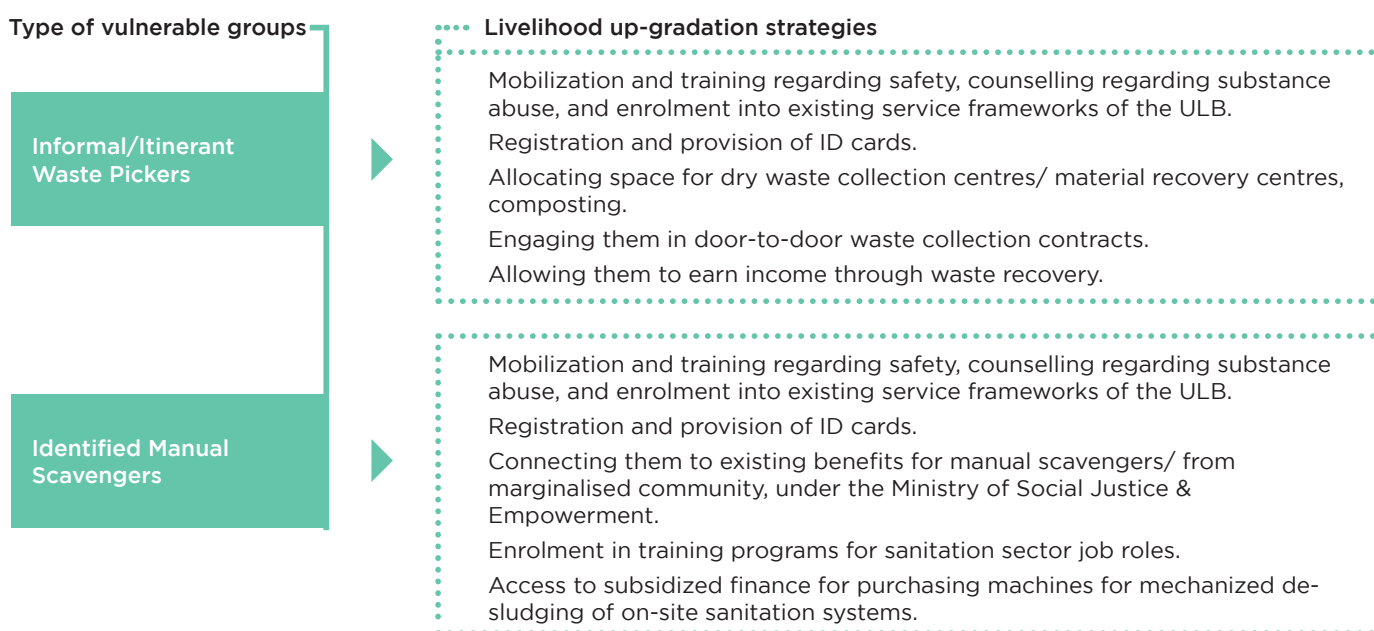 Type of vulnerable groups
Livelihood up-gradation strategies
Informal/Itinerant
Waste Pickers
Mobilization and training regarding safety, counselling regarding substance
abuse, and enrolment into existing service frameworks of the ULB.
Registration and provision of ID cards.
Allocating space for dry waste collection centres/ material recovery centres,
composting.
Engaging them in door-to-door waste collection contracts.
Allowing them to earn income through waste recovery.
Identified Manual
Scavengers
Mobilization and training regarding safety, counselling regarding substance
abuse, and enrolment into existing service frameworks of the ULB.
Registration and provision of ID cards.
Connecting them to existing benefits for manual scavengers/ from
marginalised community, under the Ministry of Social Justice &
Empowerment.
Enrolment in training programs for sanitation sector job roles.
Access to subsidized finance for purchasing machines for mechanized de-
sludging of on-site sanitation systems.